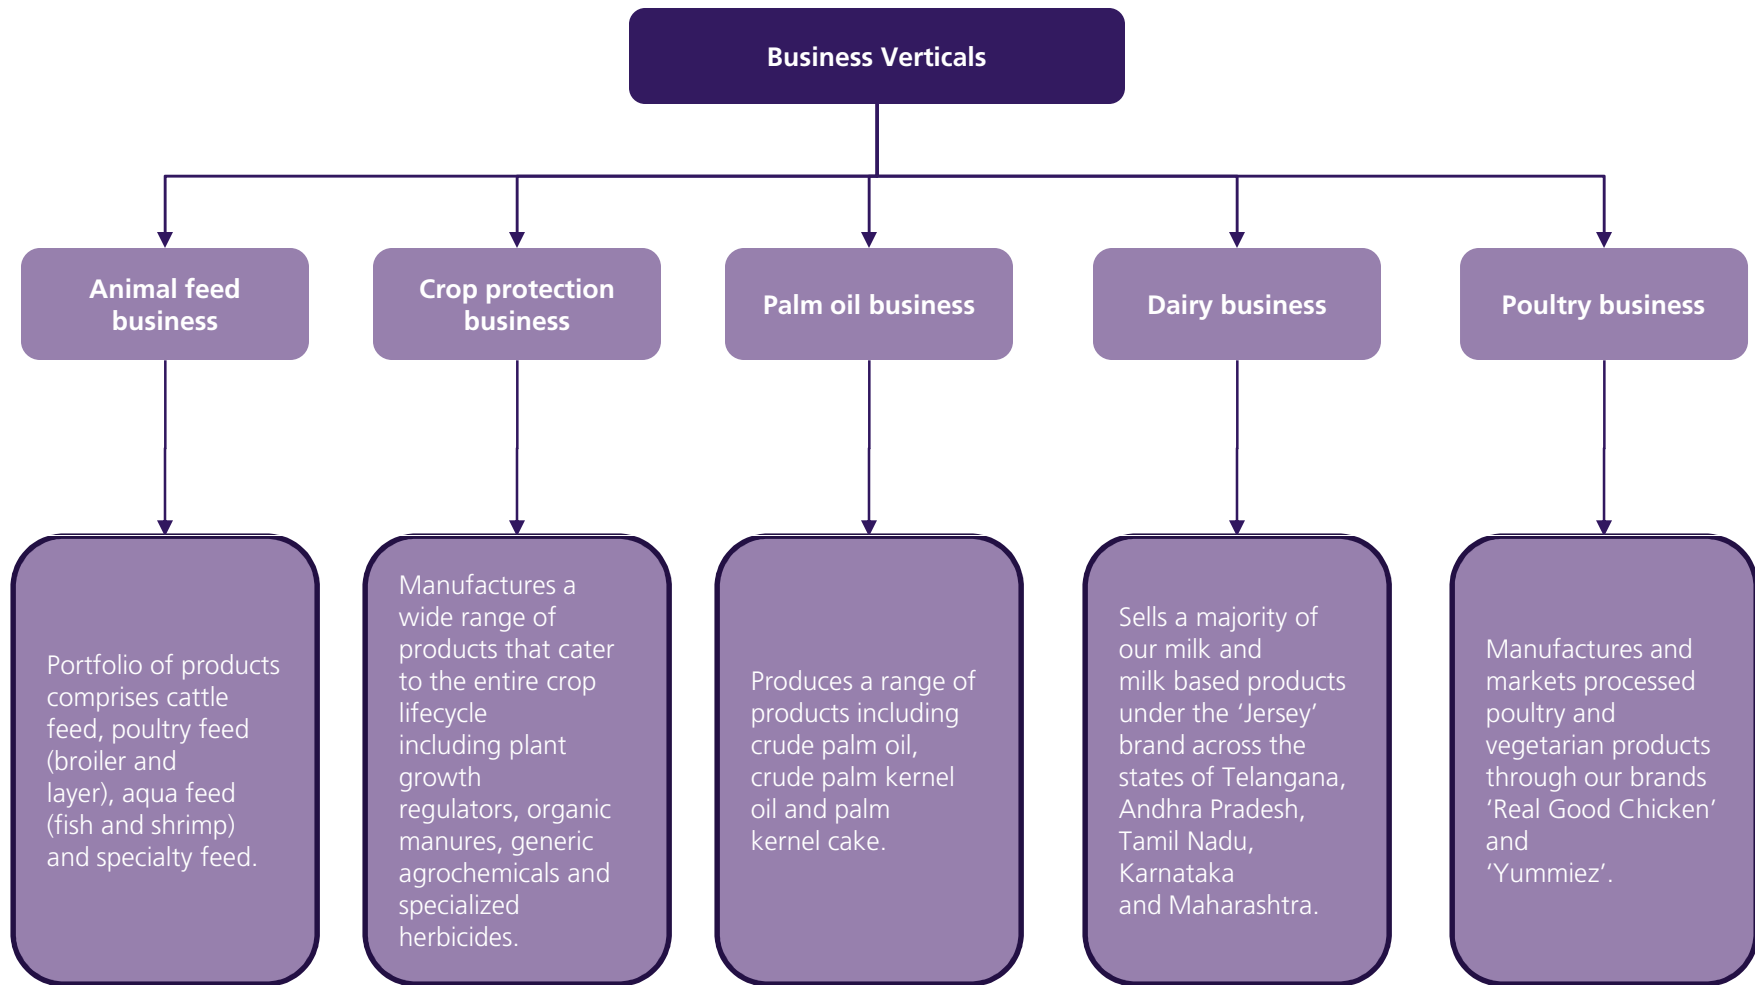 Business Verticals
Animal feed
business
Crop protection
business
Palm oil business
Dairy business
Poultry business
Portfolio of products
comprises cattle
feed, poultry feed
(broiler and
layer), aqua feed
(fish and shrimp)
and specialty feed.
Manufactures a
wide range of
products that cater
to the entire crop
lifecycle
including plant
growth
regulators, organic
manures, generic
agrochemicals and
specialized
herbicides.
Produces a range of
products including
crude palm oil,
crude palm kernel
oil and palm
kernel cake.
Sells a majority of
our milk and
milk based products
under the ‘Jersey’
brand across the
states of Telangana,
Andhra Pradesh,
Tamil Nadu,
Karnataka
and Maharashtra.
Manufactures and
markets processed
poultry and
vegetarian products
through our brands
‘Real Good Chicken’
and
‘Yummiez’.